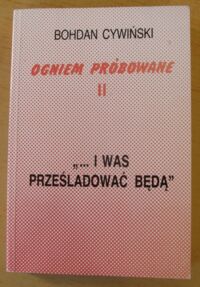 BOHDAN CYWIŃSKI
OGNIEM PRÓBOWANE
II
„... I WAS
PRZEŚLADOWAĆ BĘDĄ”